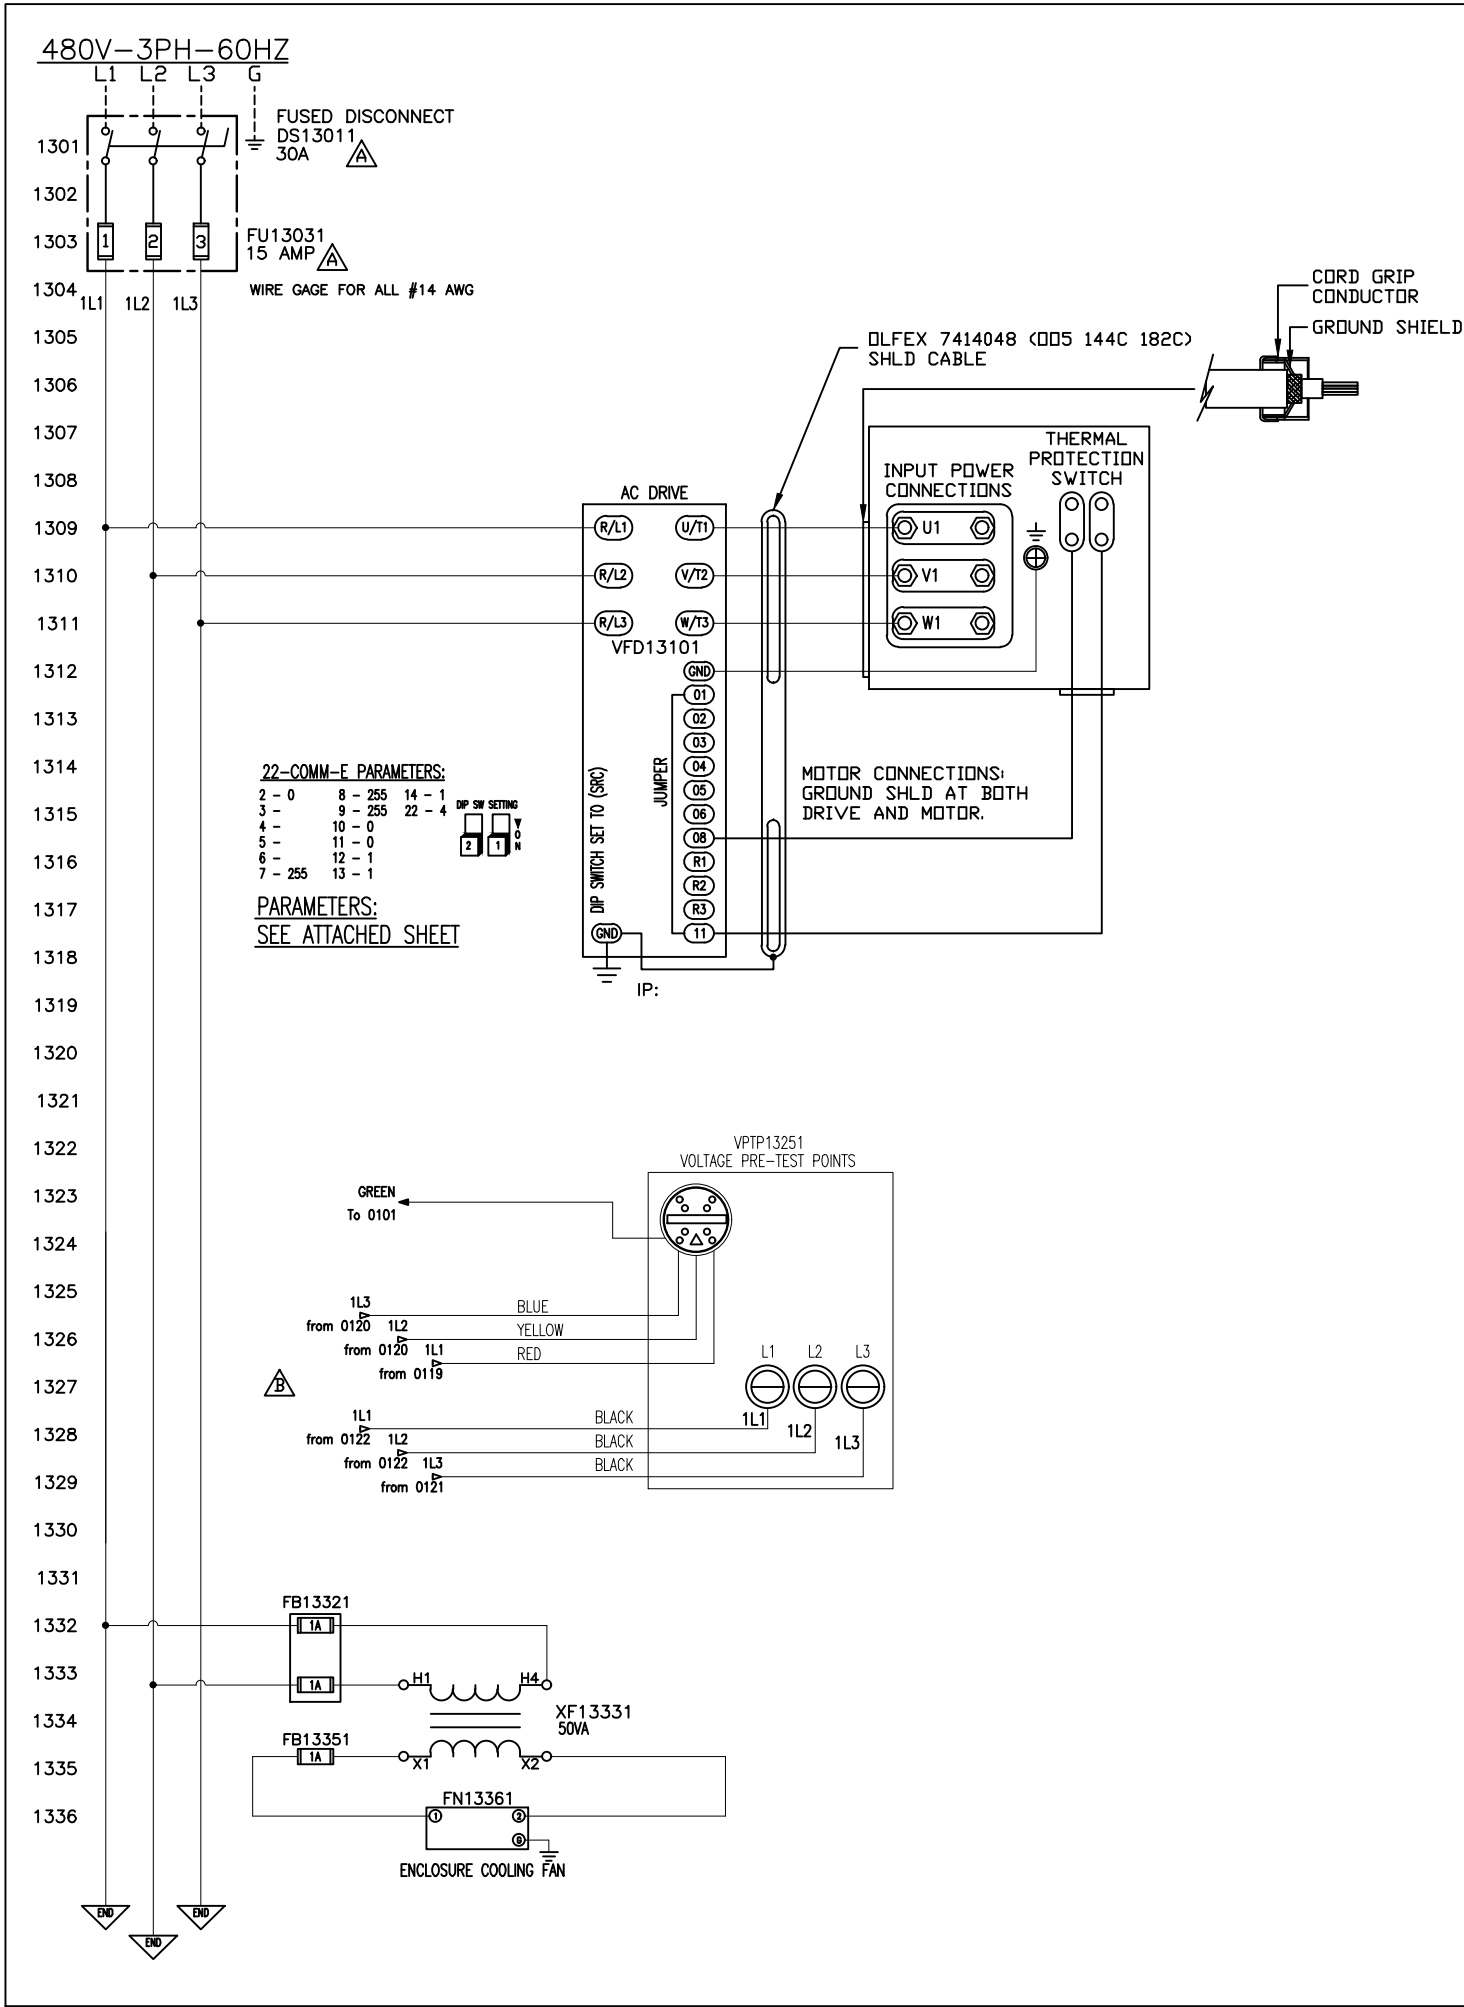 480V-3PH-60HZ
L1 L2 L3 G
FUSED DISCONNECT
DS13011
30A
A
1301
1302
1303
1 2 3
FU13031
15 AMP
A
1304
1L1 1L2 1L3
WIRE GAGE FOR ALL #14 AWG
CORD GRIP
CONDUCTOR
GROUND SHIELD
1305
OLFEX 7414048 (OO5 144C 182C)
SHLD CABLE
1306
1307
1308
THERMAL
PROTECTION
SWITCH
INPUT POWER
CONNECTIONS
AC DRIVE
1309
R/L1 U/T1 U1
1310
R/L2 V/T2 V1
1311
R/L3 W/T3 W1
VFD13101
1312
GND
01
1313
02
03
1314
04
05
1315
06
08
1316
R1
R2
1317
R3
11
JUMPER
DIP SWITCH SET TO (SRC)
GND
IP:
MOTOR CONNECTIONS:
GROUND SHLD AT BOTH
DRIVE AND MOTOR.
22-COMM-E PARAMETERS:
2 - 0 8 - 255 14 - 1
3 - 9 - 255 22 - 4
4 - 10 - 0
5 - 11 - 0
6 - 12 - 1
7 - 255 13 - 1
DIP SW SETTING
2 1
ON
PARAMETERS:
SEE ATTACHED SHEET
1318
1319
1320
1321
1322
VPTP13251
VOLTAGE PRE-TEST POINTS
1323
GREEN
To 0101
1324
1325
1L3 BLUE
from 0120
1326
1L2 YELLOW
from 0120
1L1 RED
from 0119
1327
B
L1 L2 L3
1328
1L1 BLACK 1L1
from 0122
1L2 BLACK 1L2
from 0122
1L3 BLACK 1L3
from 0121
1329
1330
1331
FB13321
1332
1A
1333
1A H1 H4
1334
XF13331
50VA
FB13351
1335
1A X1 X2
FN13361
1336
1 2
G
ENCLOSURE COOLING FAN
END END
END